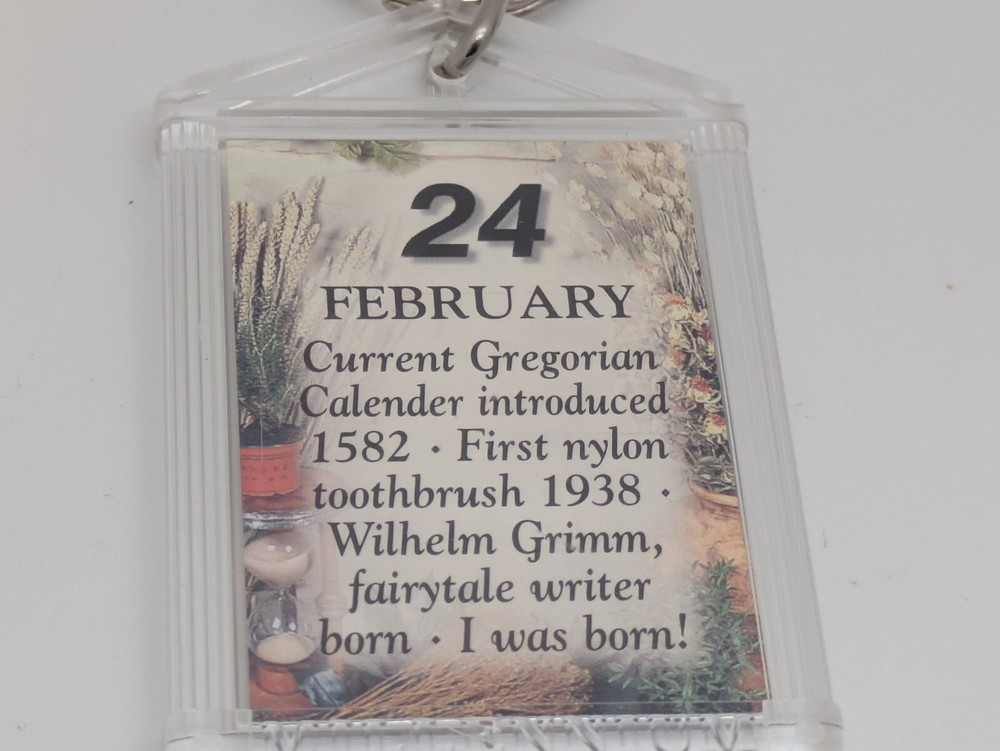 24
FEBRUARY
Current Gregorian
Calender introduced
1582 · First nylon
toothbrush 1938 ·
Wilhelm Grimm,
fairytale writer
born · I was born!